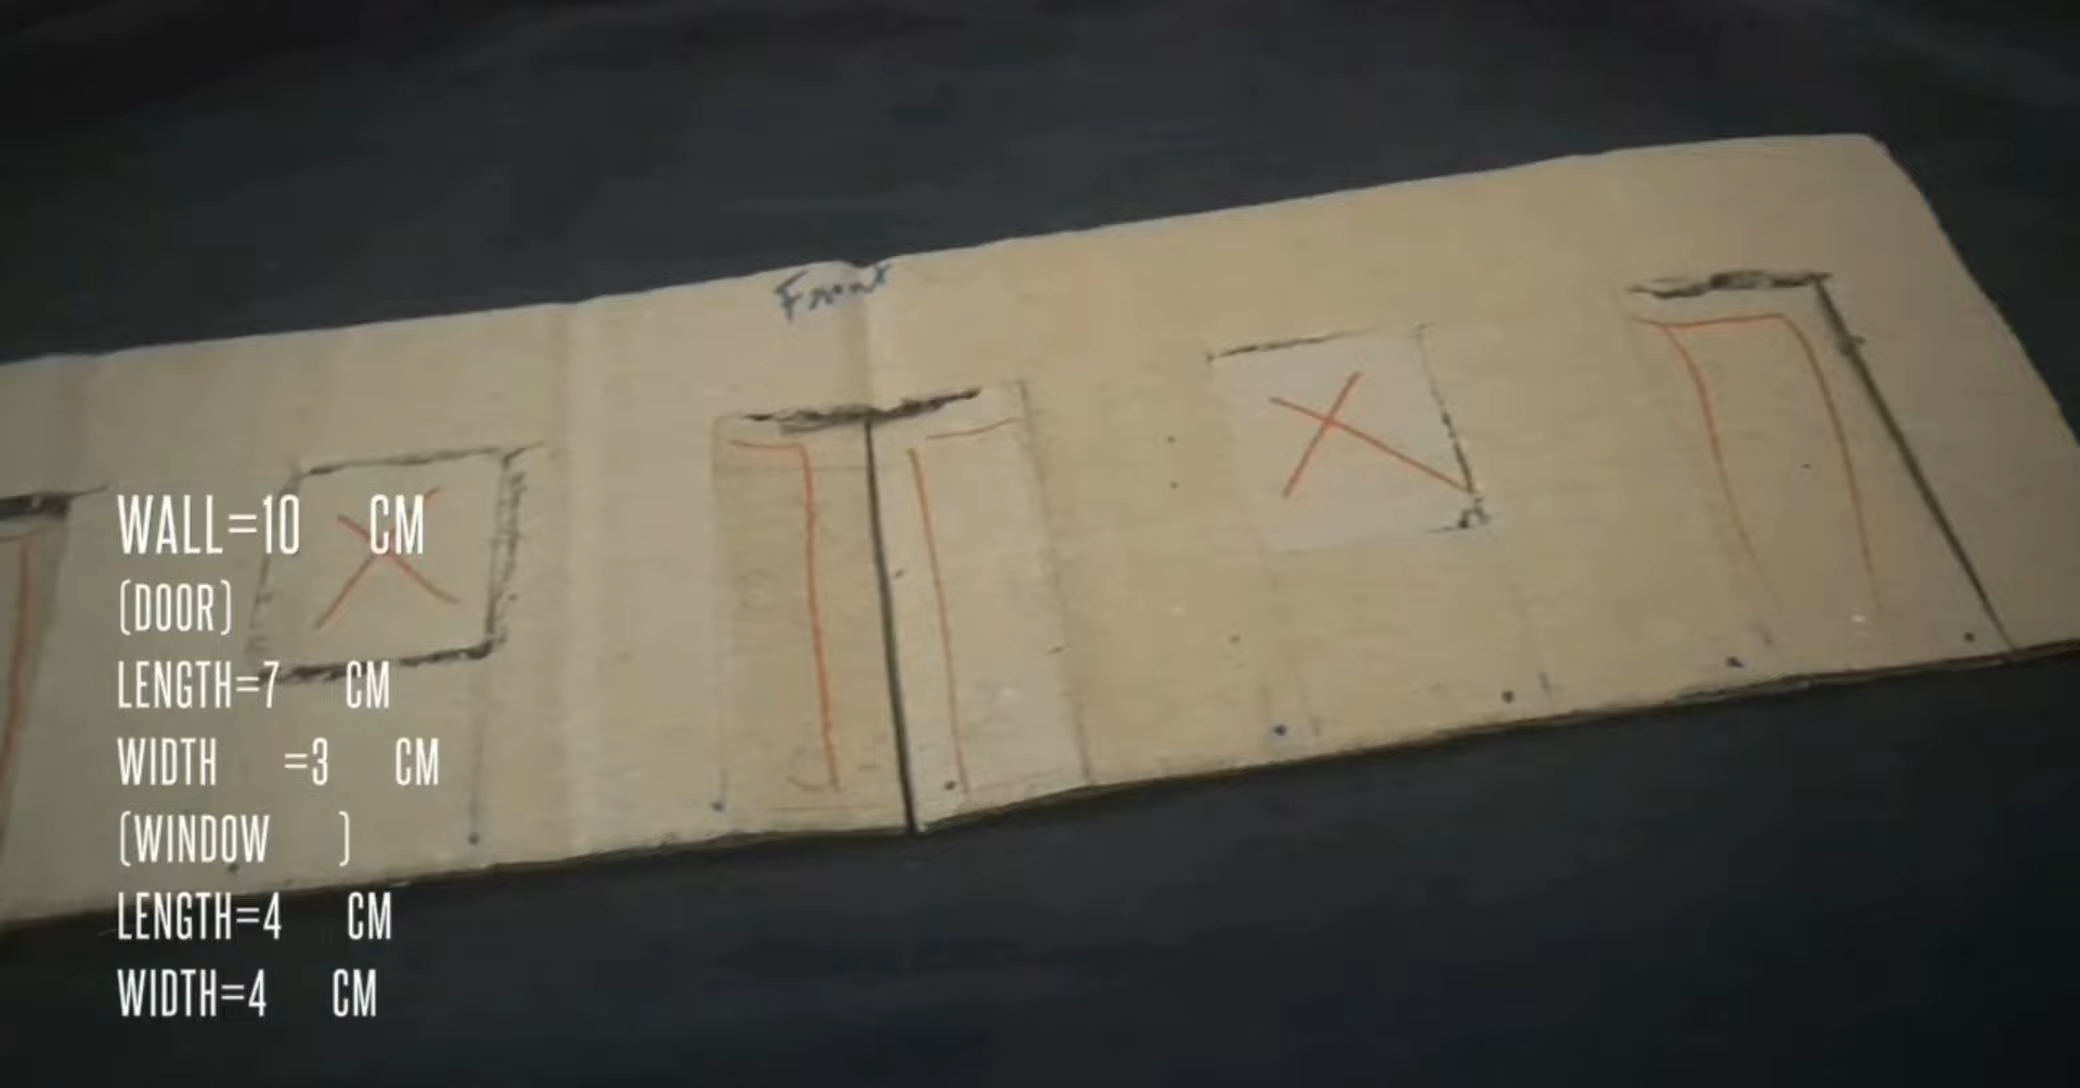 Front
WALL=10 CM
(DOOR)
LENGTH=7 CM
WIDTH =3 CM
(WINDOW )
LENGTH=4 CM
WIDTH=4 CM